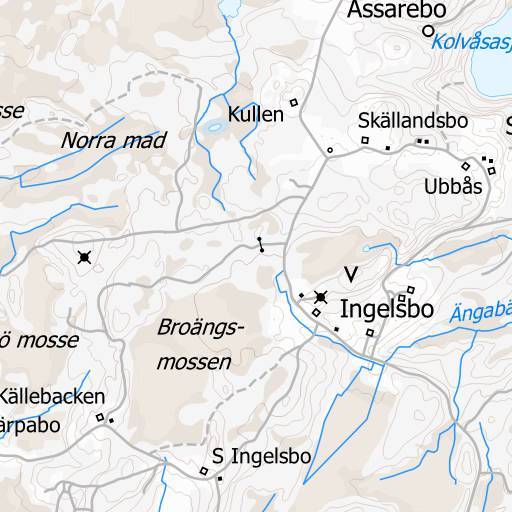 Assarebo
Kolvåsasj
sse
Kullen
Skällandsbo
Norra mad
S
Ubbås
V
Ingelsbo
Ängabä
Broängs-
mossen
ö mosse
Källebacken
ärpabo
S Ingelsbo